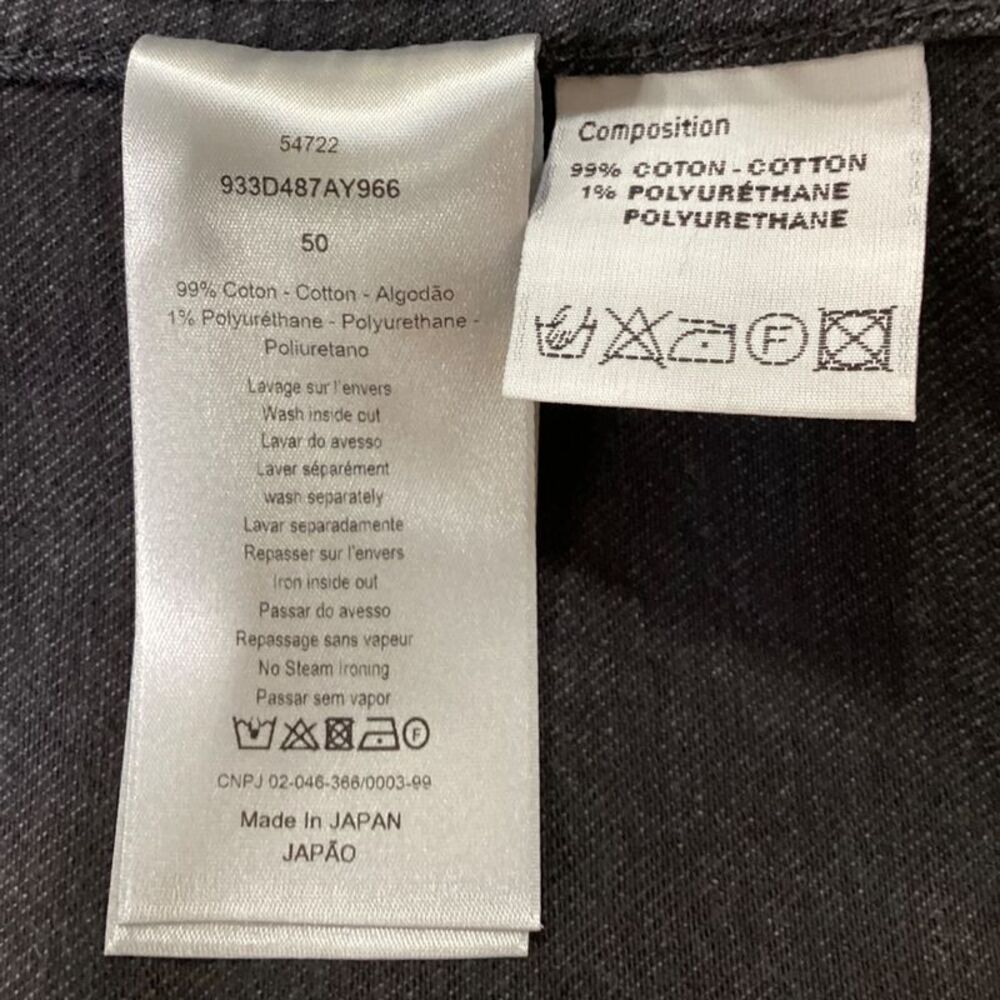 54722
933D487AY966
50
99% Coton - Cotton - Algodão
1% Polyuréthane - Polyurethane -
Poliuretano
Lavage sur l'envers
Wash inside out
Lavar do avesso
Laver séparément
wash separately
Lavar separadamente
Repasser sur l'envers
Iron inside out
Passar do avesso
Repassage sans vapeur
No Steam Ironing
Passar sem vapor
F
CNPJ 02-046-366/0003-99
Made In JAPAN
JAPÃO
Composition
99% COTON - COTTON
1% POLYURÉTHANE
POLYURETHANE
F